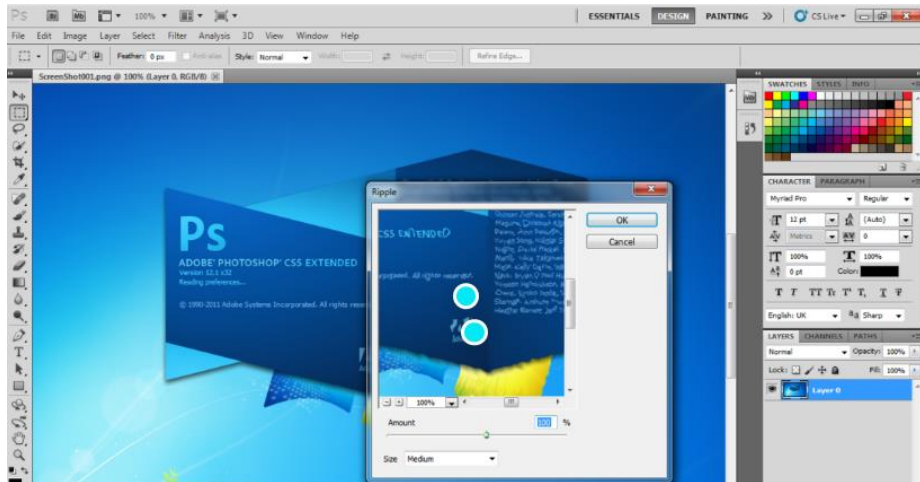 Ps Br Mb 100% ESSENTIALS DESIGN PAINTING >> CS Live
File Edit Image Layer Select Filter Analysis 3D View Window Help
Feather: 0 px Anti-alias Style: Normal Width: Height: Refine Edge...
ScreenShot001.png @ 100% (Layer 0, RGB/8)
SWATCHES STYLES INFO
Ps
ADOBE® PHOTOSHOP® CS5 EXTENDED
Version 12.1 x32
Reading preferences...
© 1990-2011 Adobe Systems Incorporated. All rights
Ripple
CS5 EXTENDED
All rights reserved.
OK
Cancel
100%
Amount 100 %
Size Medium
CHARACTER PARAGRAPH
Myriad Pro Regular
12 pt (Auto)
Metrics 0
100% 100%
0 pt Color:
English: UK Sharp
LAYERS CHANNELS PATHS
Normal Opacity: 100%
Lock: Fill: 100%
Layer 0